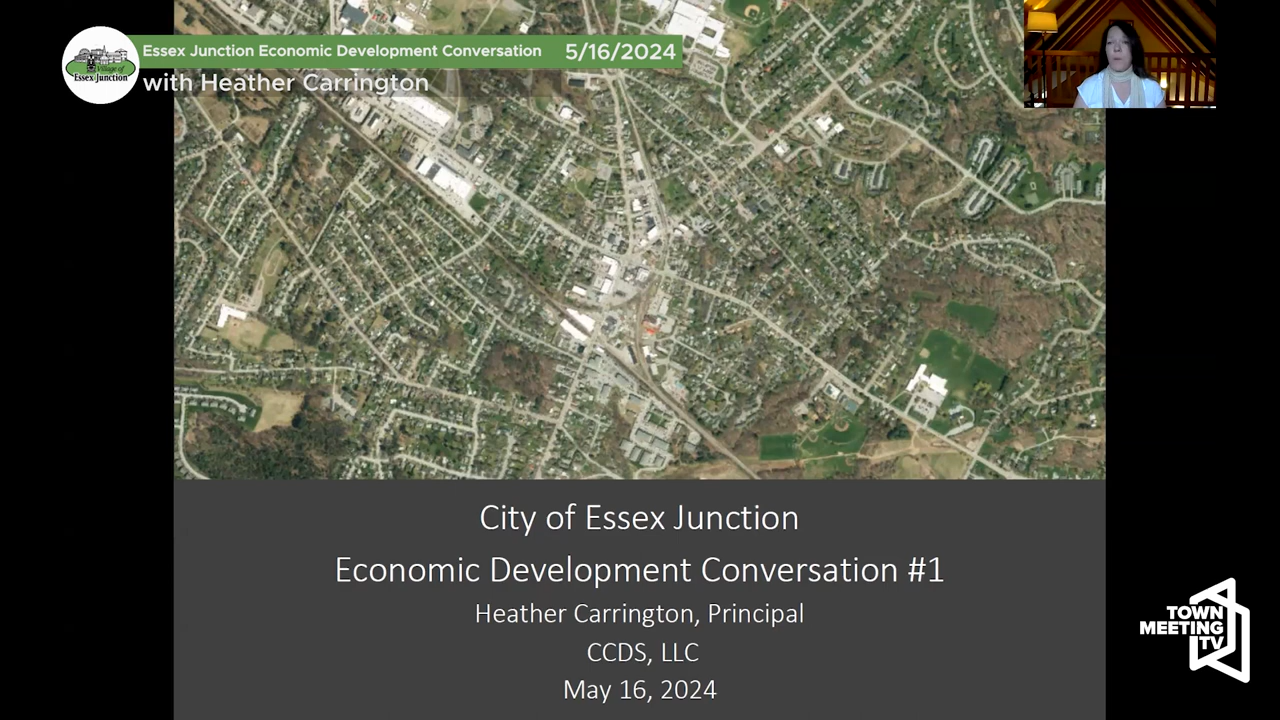 Essex Junction Economic Development Conversation 5/16/2024
with Heather Carrington
Village of
Essex Junction
City of Essex Junction
Economic Development Conversation #1
Heather Carrington, Principal
CCDS, LLC
May 16, 2024
TOWN
MEETING
TV